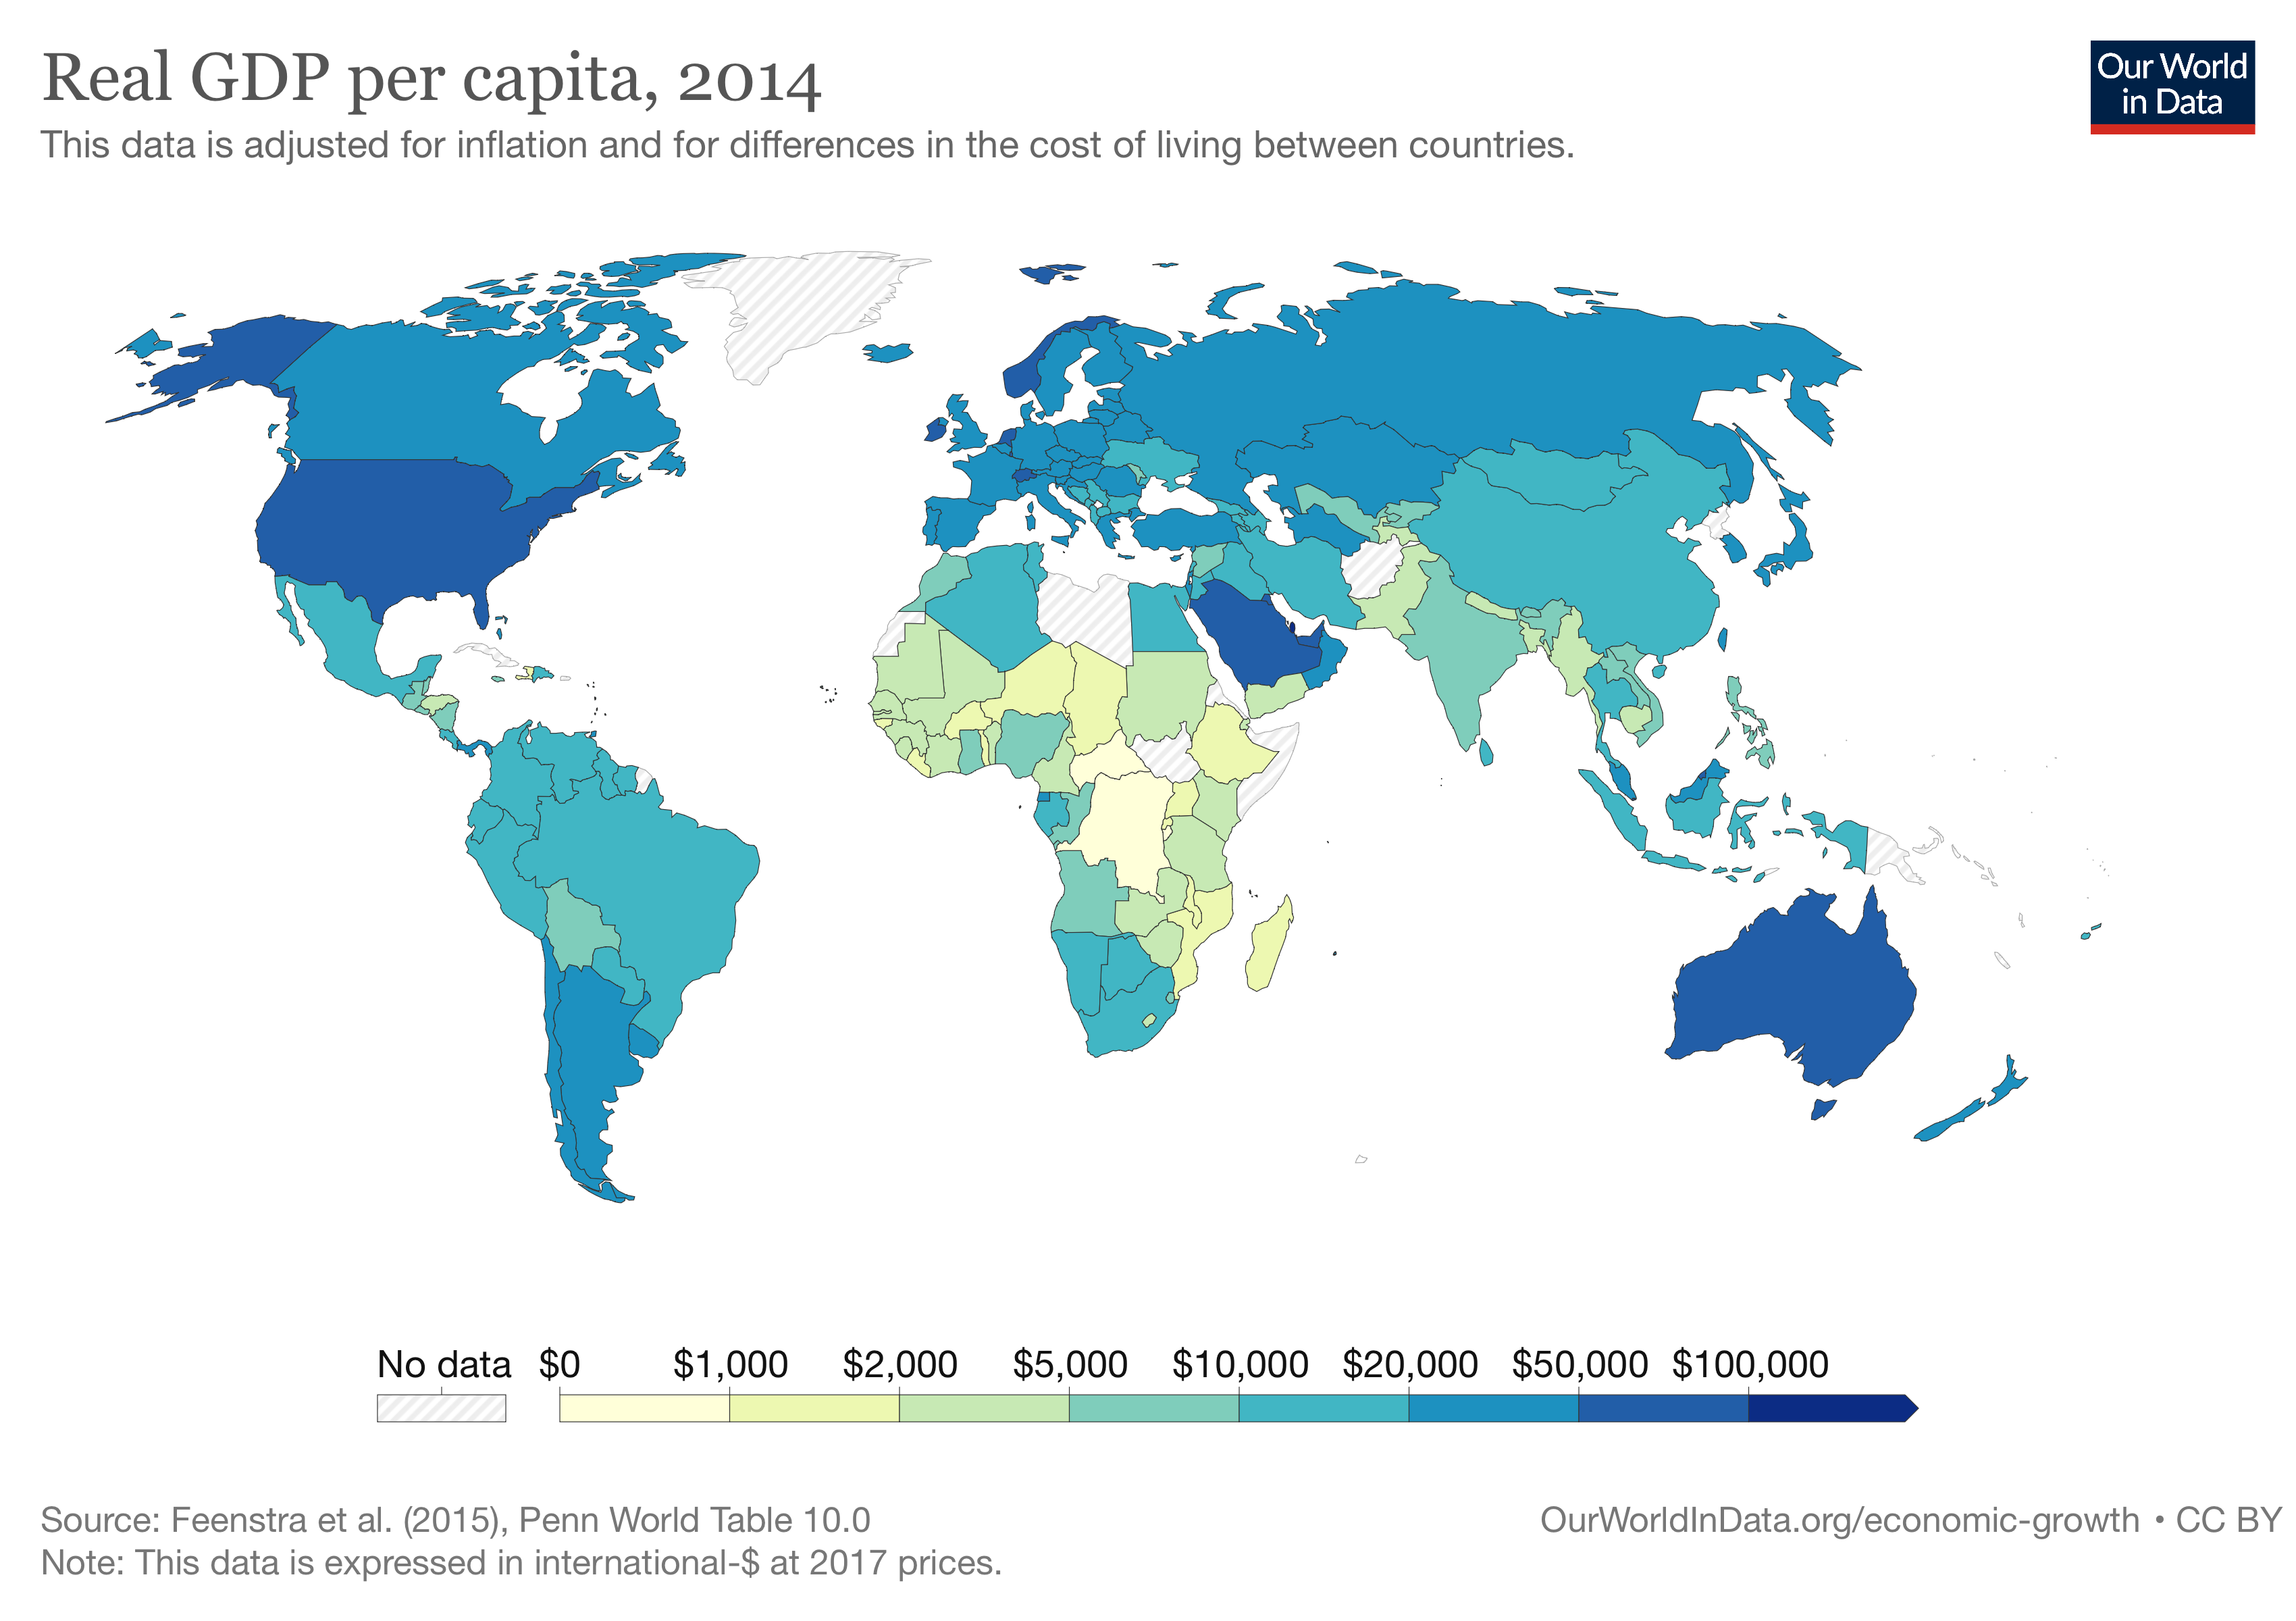 Real GDP per capita, 2014
This data is adjusted for inflation and for differences in the cost of living between countries.
Our World
in Data
No data $0 $1,000 $2,000 $5,000 $10,000 $20,000 $50,000 $100,000
Source: Feenstra et al. (2015), Penn World Table 10.0
OurWorldInData.org/economic-growth • CC BY
Note: This data is expressed in international-$ at 2017 prices.